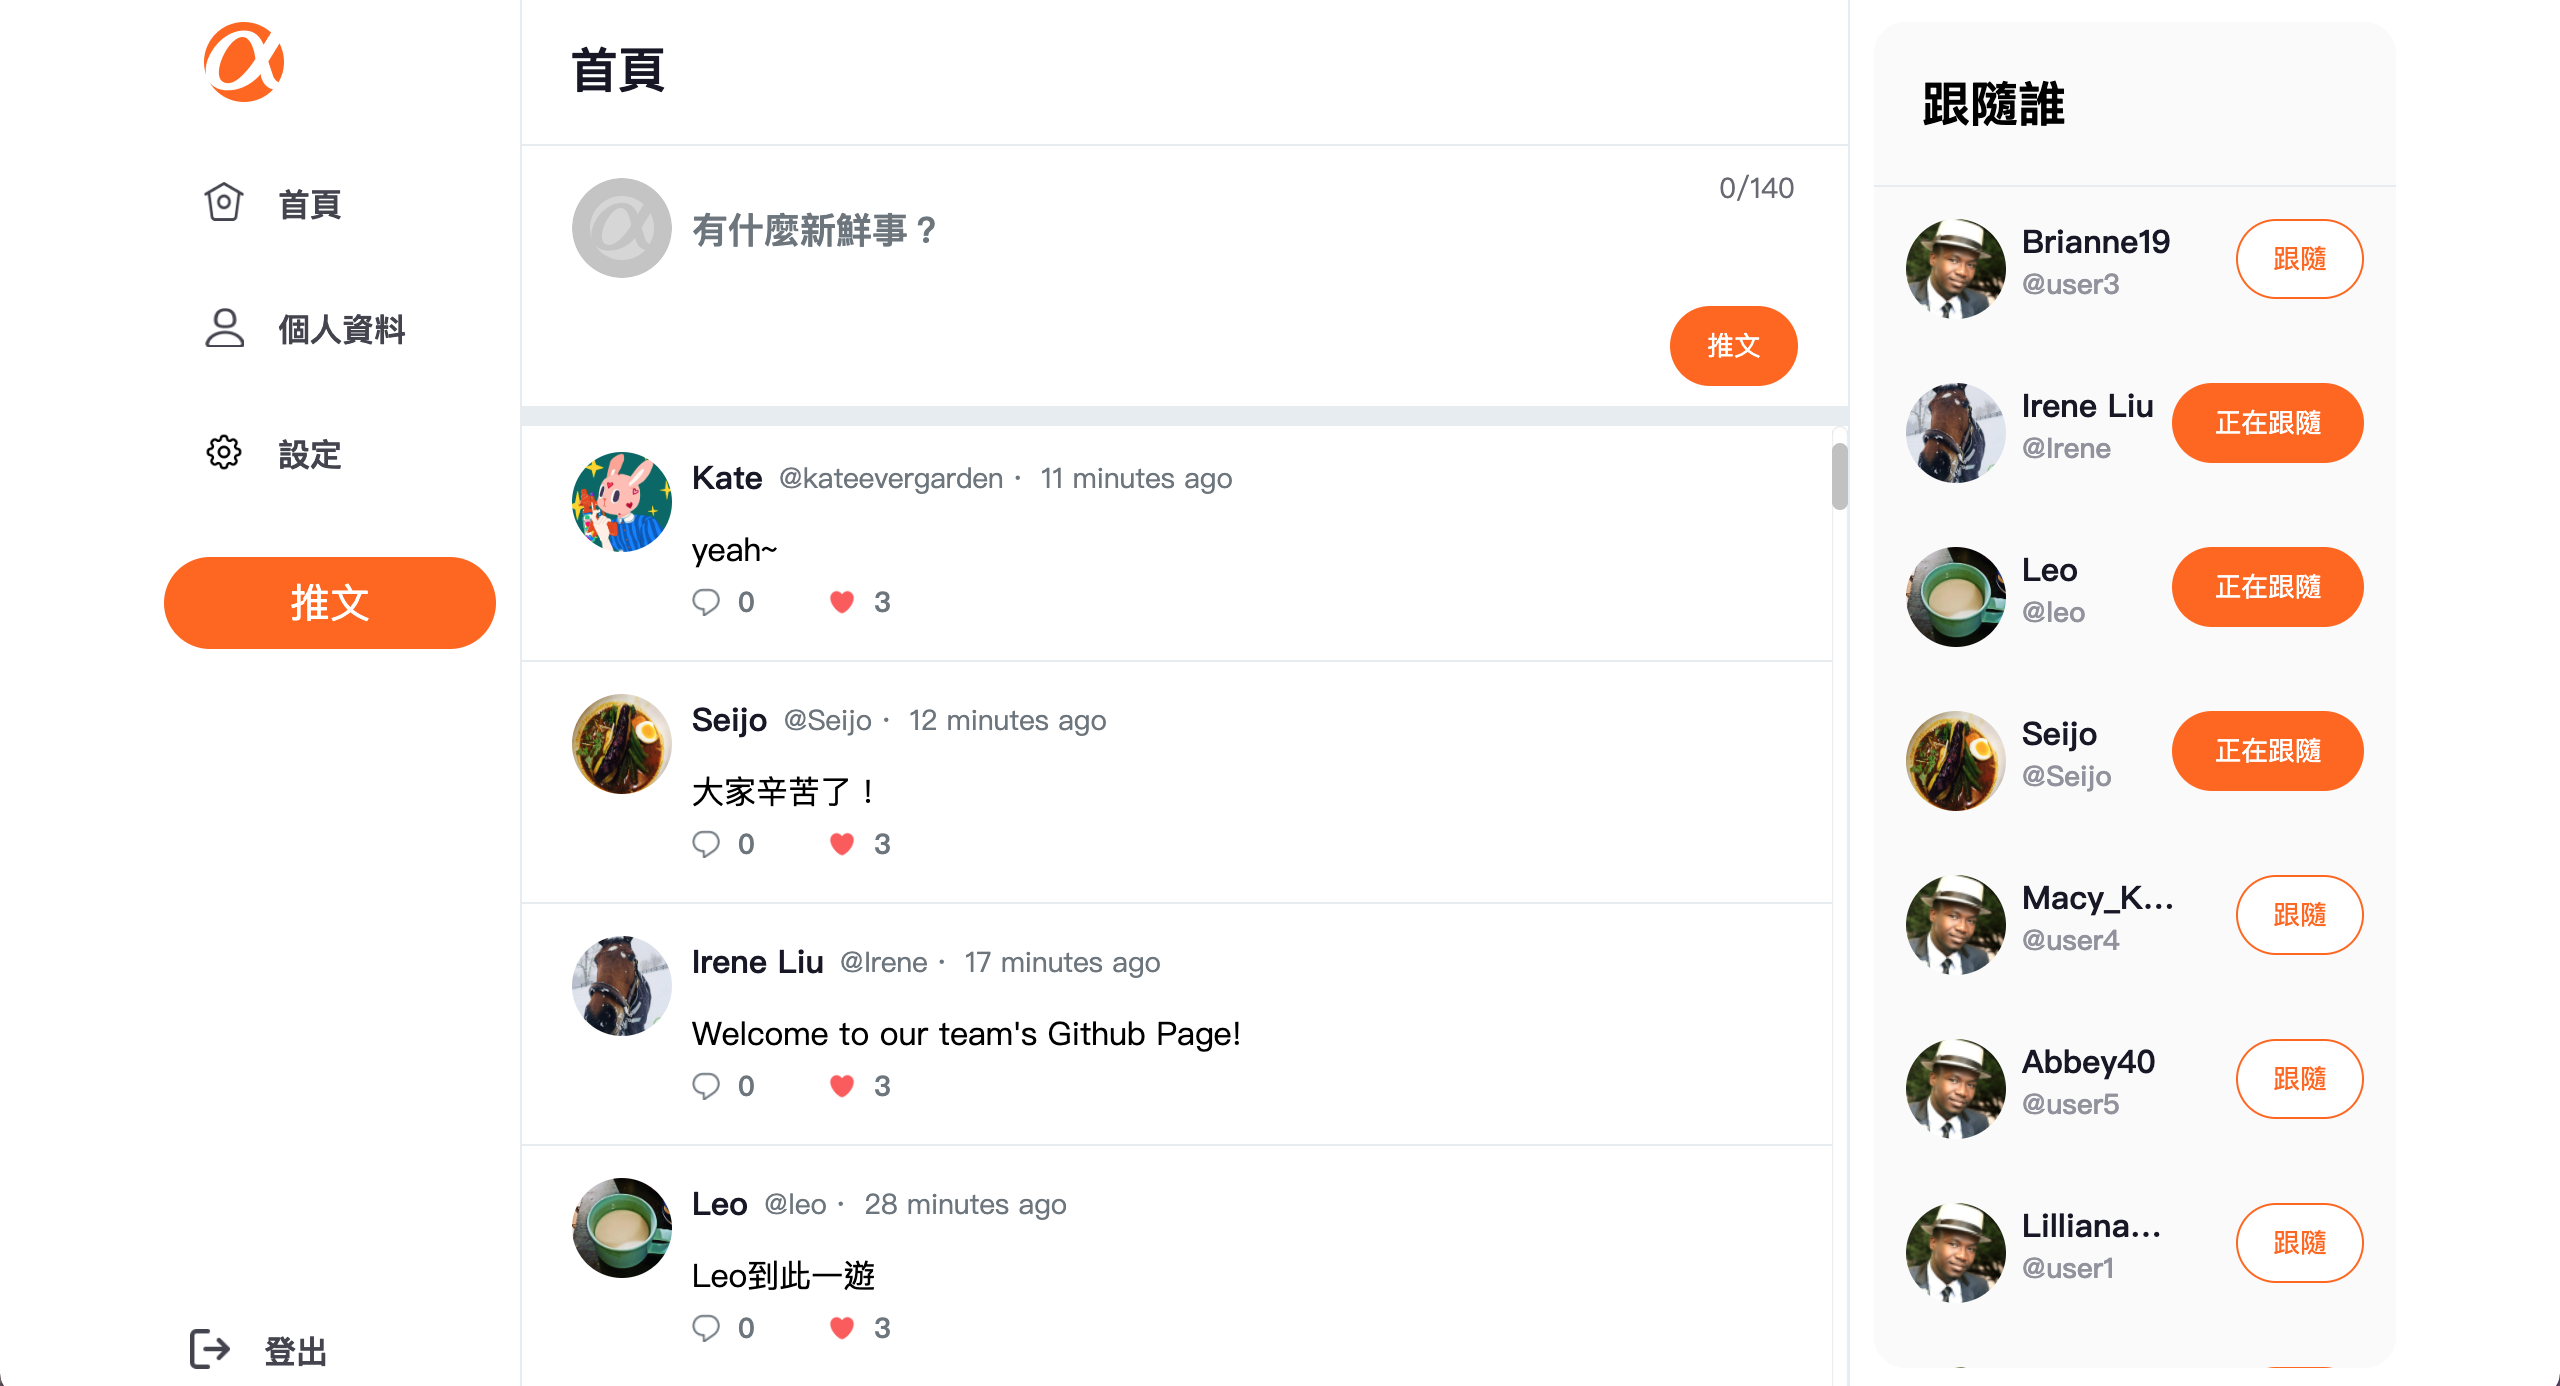 首頁
個人資料
設定
推文
登出
首頁
0/140
有什麼新鮮事？
推文
Kate @kateevergarden · 11 minutes ago
yeah~
0 3
Seijo @Seijo · 12 minutes ago
大家辛苦了！
0 3
Irene Liu @Irene · 17 minutes ago
Welcome to our team's Github Page!
0 3
Leo @leo · 28 minutes ago
Leo到此一遊
0 3
跟隨誰
Brianne19
@user3
跟隨
Irene Liu
@Irene
正在跟隨
Leo
@leo
正在跟隨
Seijo
@Seijo
正在跟隨
Macy_K...
@user4
跟隨
Abbey40
@user5
跟隨
Lilliana...
@user1
跟隨